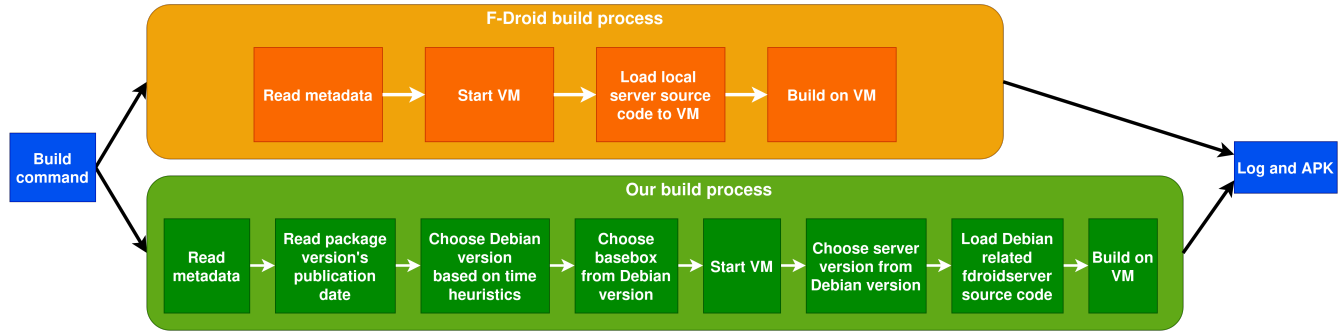 F-Droid build process
Read metadata
Start VM
Load local
server source
code to VM
Build on VM
Build
command
Log and APK
Our build process
Read
metadata
Read package
version's
publication
date
Choose Debian
version
based on time
heuristics
Choose
basebox
from Debian
version
Start VM
Choose server
version from
Debian version
Load Debian
related
fdroidserver
source code
Build on
VM